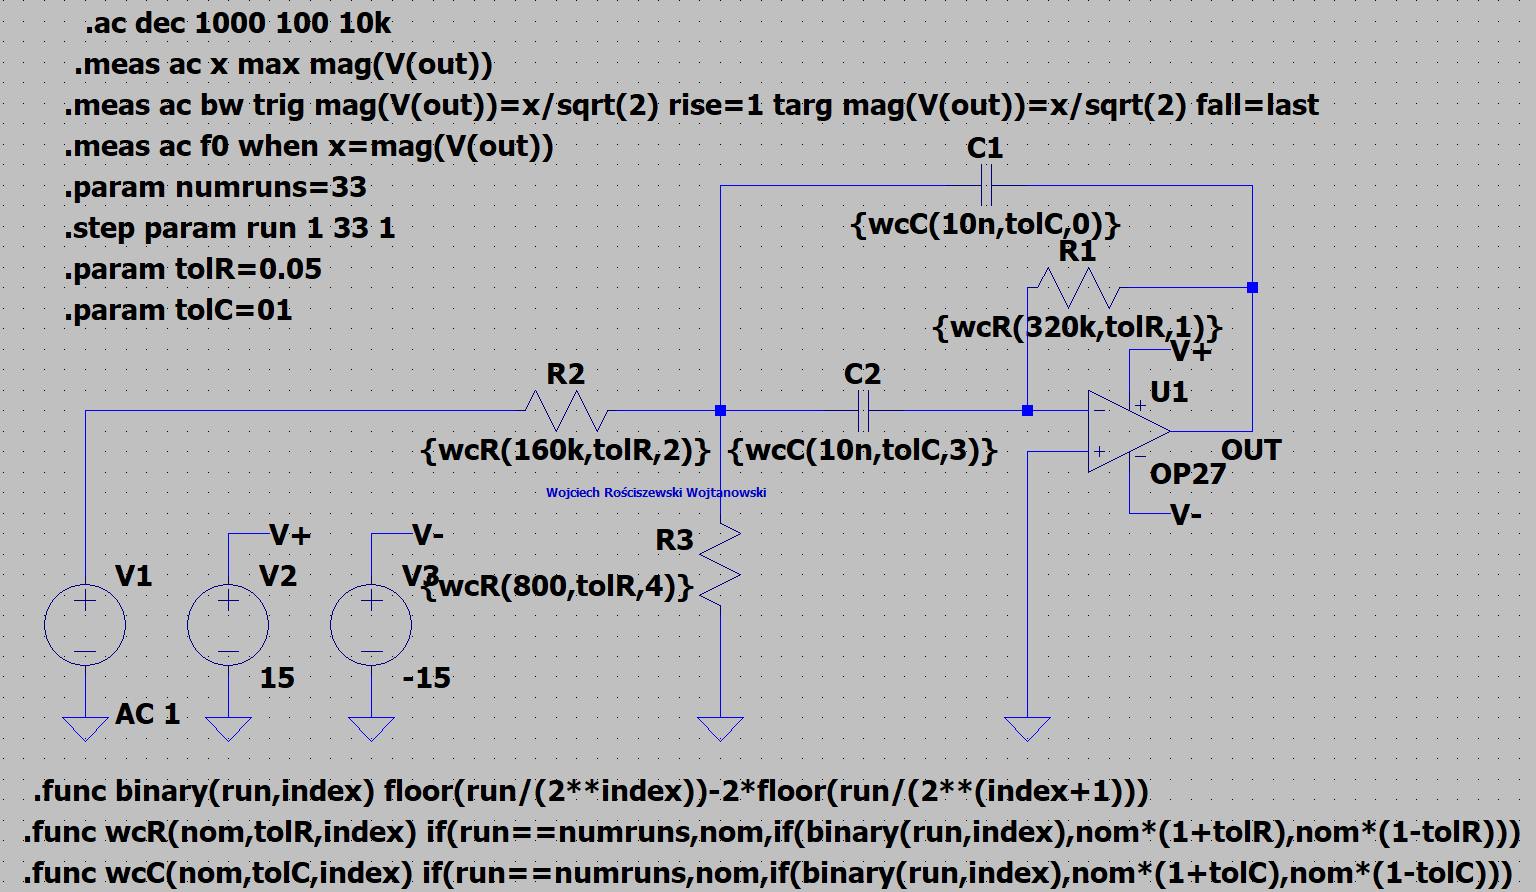 .ac dec 1000 100 10k
.meas ac x max mag(V(out))
.meas ac bw trig mag(V(out))=x/sqrt(2) rise=1 targ mag(V(out))=x/sqrt(2) fall=last
.meas ac f0 when x=mag(V(out))
.param numruns=33
.step param run 1 33 1
.param tolR=0.05
.param tolC=01
C1
{wcC(10n,tolC,0)}
R1
{wcR(320k,tolR,1)}
V+
R2
C2
U1
{wcR(160k,tolR,2)}
{wcC(10n,tolC,3)}
OUT
OP27
Wojciech Rościszewski Wojtanowski
V-
V+
V-
R3
V1
V2
V3
{wcR(800,tolR,4)}
15
-15
AC 1
.func binary(run,index) floor(run/(2**index))-2*floor(run/(2**(index+1)))
.func wcR(nom,tolR,index) if(run==numruns,nom,if(binary(run,index),nom*(1+tolR),nom*(1-tolR)))
.func wcC(nom,tolC,index) if(run==numruns,nom,if(binary(run,index),nom*(1+tolC),nom*(1-tolC)))